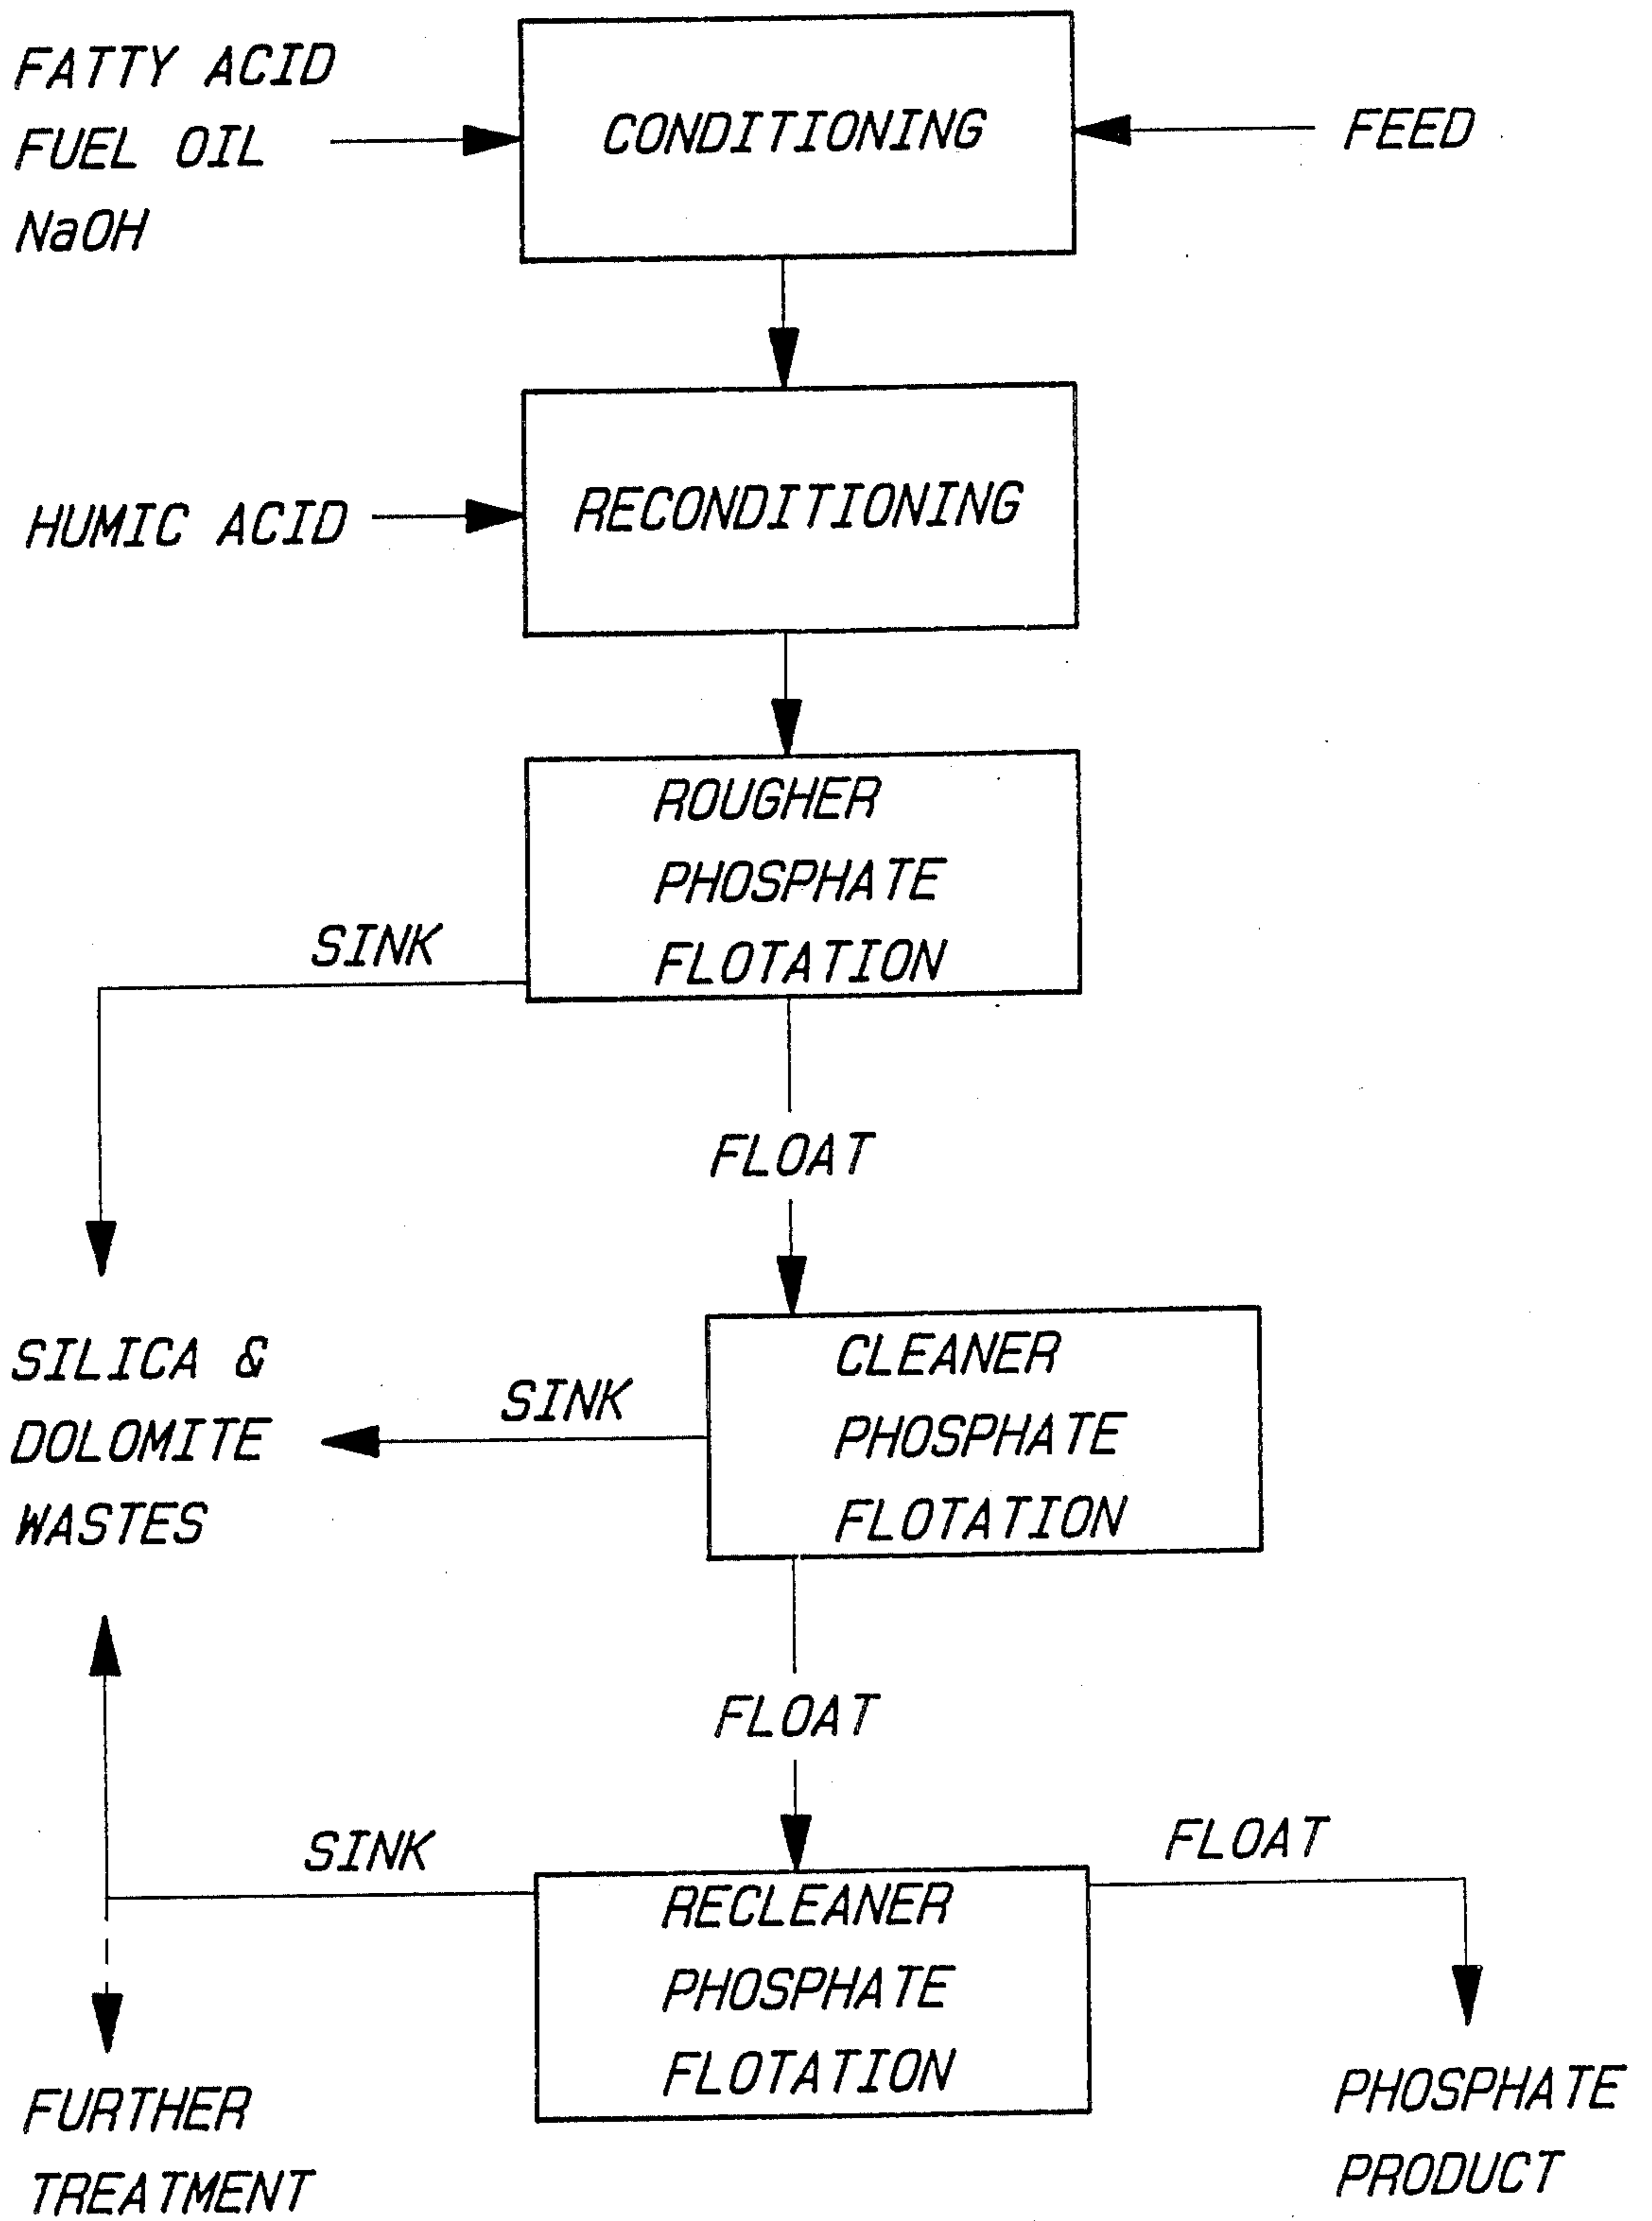 FATTY ACID
FUEL OIL
NaOH
CONDITIONING
FEED
HUMIC ACID
RECONDITIONING
ROUGHER
PHOSPHATE
FLOTATION
SINK
FLOAT
SILICA &
DOLOMITE
WASTES
SINK
CLEANER
PHOSPHATE
FLOTATION
FLOAT
SINK
RECLEANER
PHOSPHATE
FLOTATION
FLOAT
FURTHER
TREATMENT
PHOSPHATE
PRODUCT